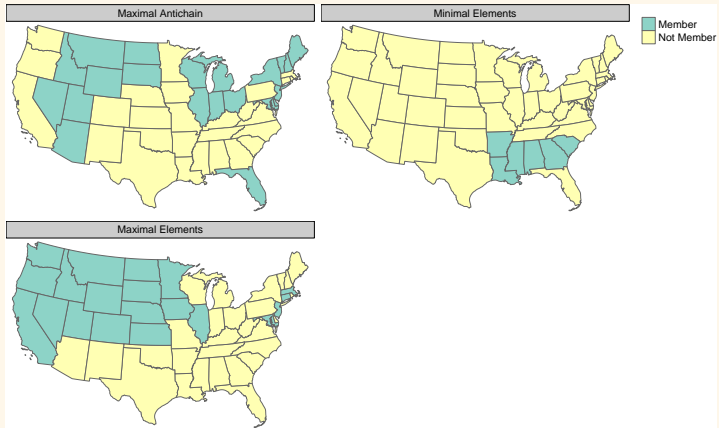 Maximal Antichain
Minimal Elements
Member
Not Member
Maximal Elements